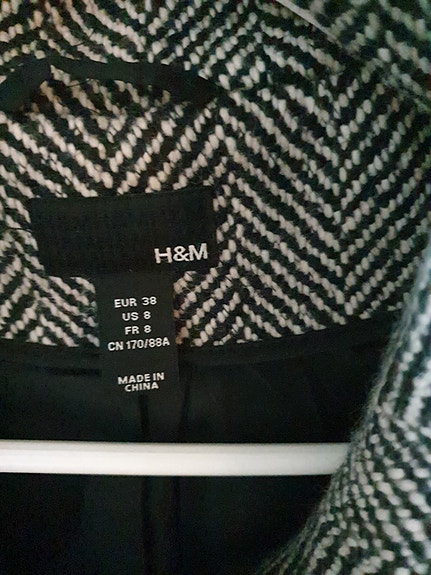 H&M
EUR 38
US 8
FR 8
CN 170/88A
MADE IN
CHINA